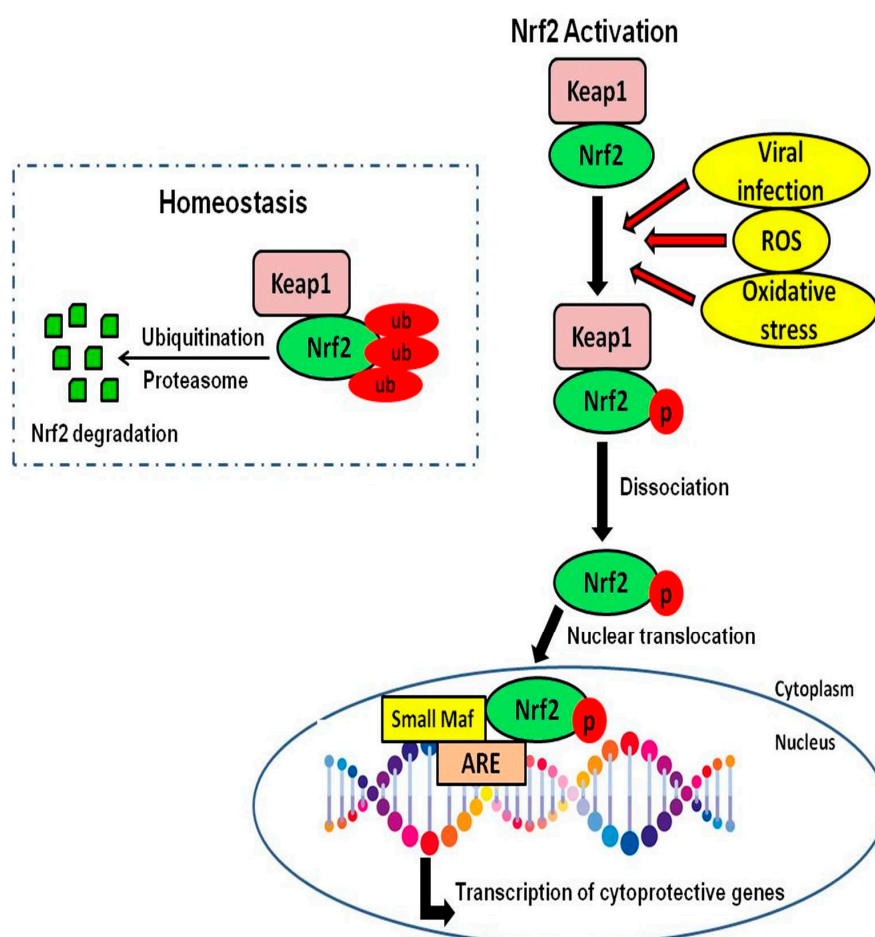 Nrf2 Activation
Keap1
Nrf2
Viral
infection
ROS
Oxidative
stress
Homeostasis
Keap1
Nrf2
ub
ub
ub
Ubiquitination
Proteasome
Nrf2 degradation
Keap1
Nrf2
p
Dissociation
Nrf2
p
Nuclear translocation
Cytoplasm
Nucleus
Small Maf
Nrf2
p
ARE
Transcription of cytoprotective genes